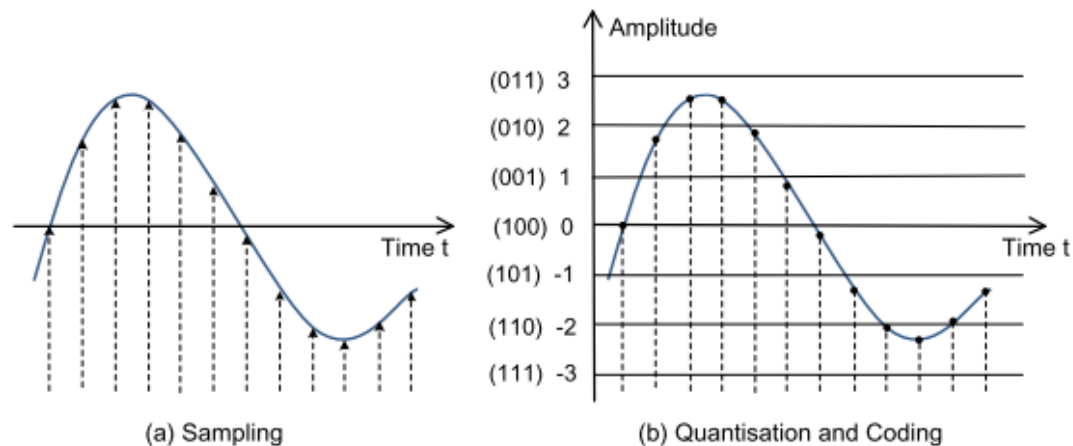 Amplitude
(011) 3
(010) 2
(001) 1
(100) 0
(101) -1
(110) -2
(111) -3
Time t
Time t
(a) Sampling
(b) Quantisation and Coding